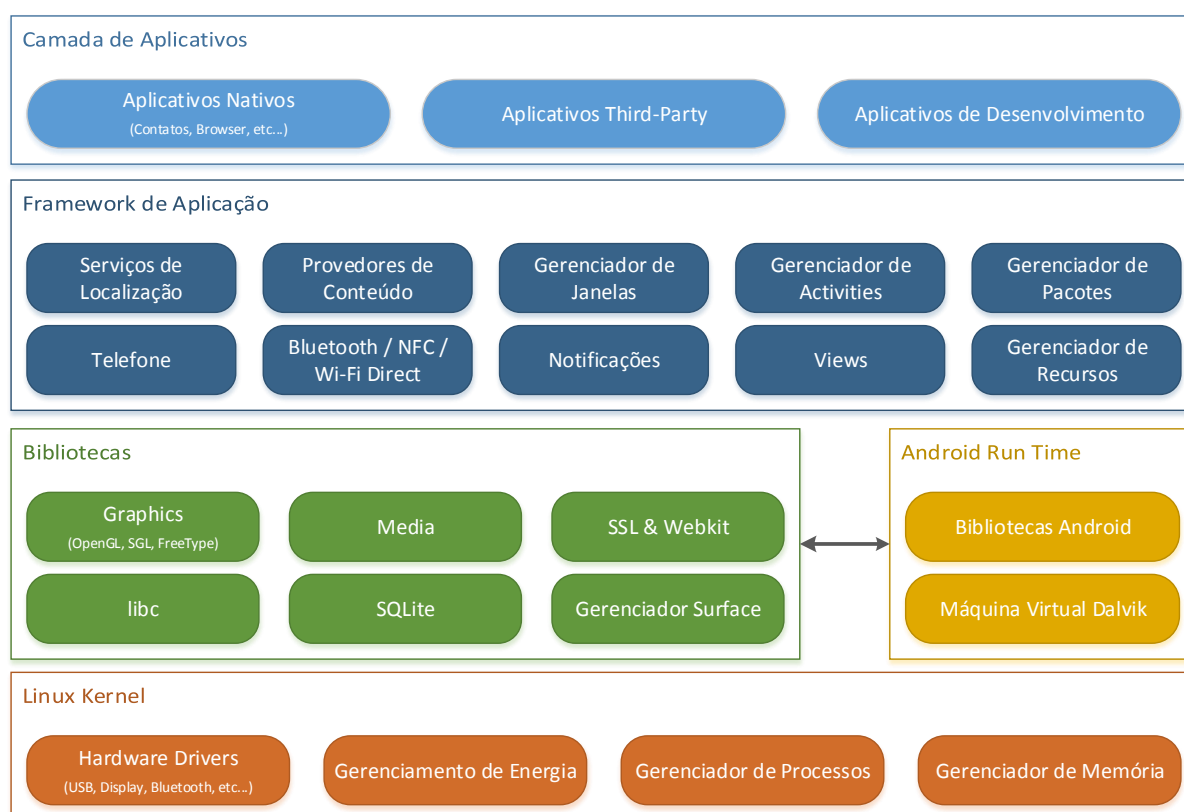 Camada de Aplicativos
Aplicativos Nativos
(Contatos, Browser, etc...)
Aplicativos Third-Party
Aplicativos de Desenvolvimento
Framework de Aplicação
Serviços de
Localização
Provedores de
Conteúdo
Gerenciador de
Janelas
Gerenciador de
Activities
Gerenciador de
Pacotes
Telefone
Bluetooth / NFC /
Wi-Fi Direct
Notificações
Views
Gerenciador de
Recursos
Bibliotecas
Graphics
(OpenGL, SGL, FreeType)
Media
SSL & Webkit
libc
SQLite
Gerenciador Surface
Android Run Time
Bibliotecas Android
Máquina Virtual Dalvik
Linux Kernel
Hardware Drivers
(USB, Display, Bluetooth, etc...)
Gerenciamento de Energia
Gerenciador de Processos
Gerenciador de Memória